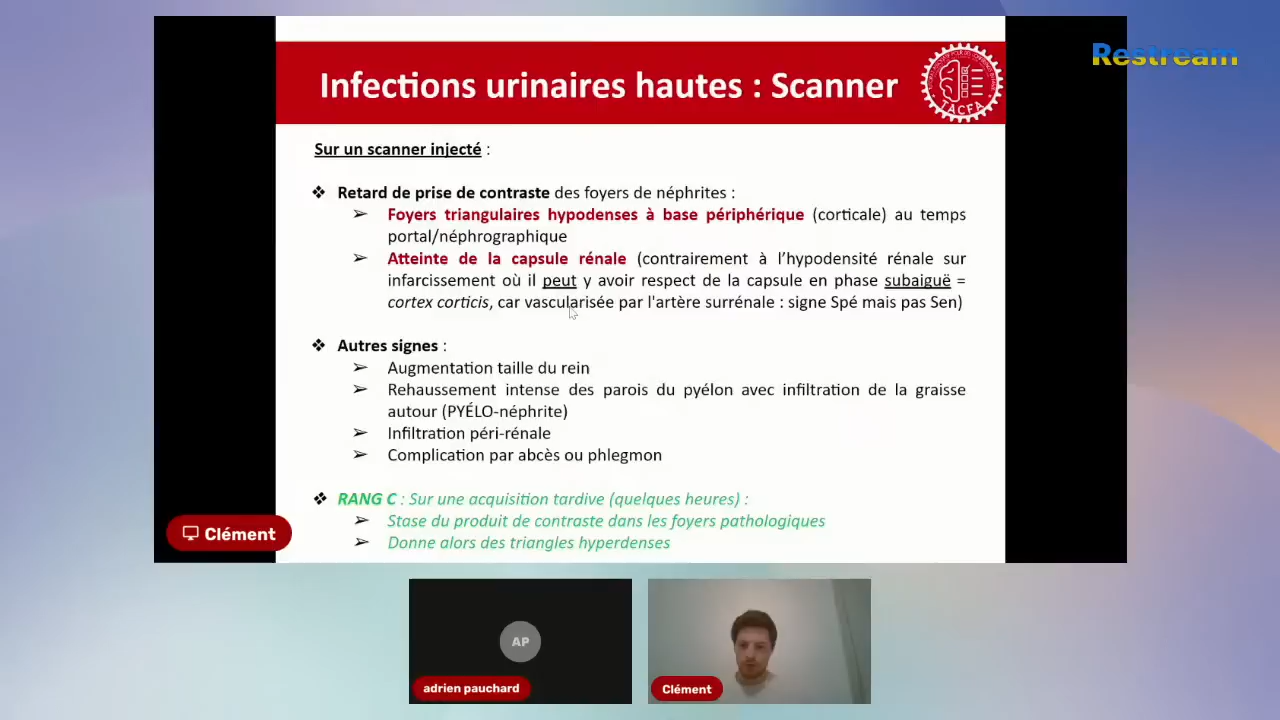 Restream
Infections urinaires hautes : Scanner
TACFA
Sur un scanner injecté :
❖ Retard de prise de contraste des foyers de néphrites :
➢ Foyers triangulaires hypodenses à base périphérique (corticale) au temps
portal/néphrographique
➢ Atteinte de la capsule rénale (contrairement à l'hypodensité rénale sur
infarcissement où il peut y avoir respect de la capsule en phase subaiguë =
cortex corticis, car vascularisée par l'artère surrénale : signe Spé mais pas Sen)
❖ Autres signes :
➢ Augmentation taille du rein
➢ Rehaussement intense des parois du pyélon avec infiltration de la graisse
autour (PYÉLO-néphrite)
➢ Infiltration péri-rénale
➢ Complication par abcès ou phlegmon
❖ RANG C : Sur une acquisition tardive (quelques heures) :
➢ Stase du produit de contraste dans les foyers pathologiques
➢ Donne alors des triangles hyperdenses
Clément
AP
adrien pauchard
Clément